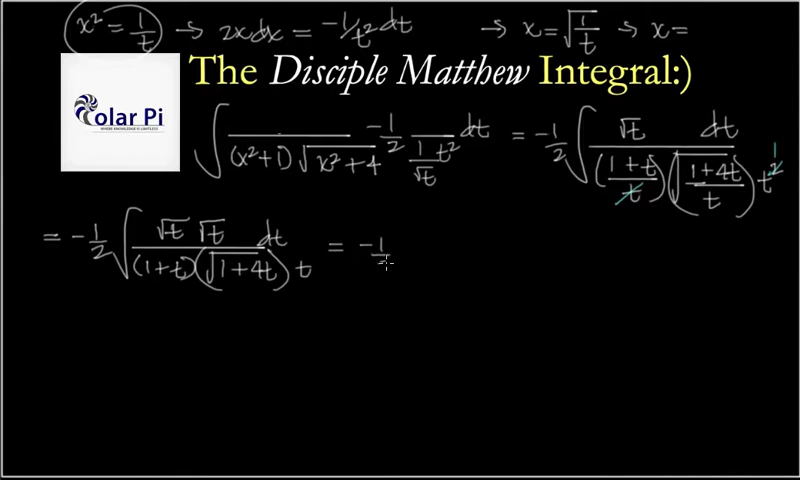 x² = 1/t → 2x dx = -1/t² dt → x = √(1/t) → x =
The Disciple Matthew Integral:)
olar Pi
WHERE KNOWLEDGE IS LIMITLESS
∫ 1/((x²+1)√(x²+4)) -1/2 1/((1/√t) t²) dt = -1/2 ∫ √t dt/(((1+t)/t)(√((1+4t)/t)) t²) 1
= -1/2 ∫ √t √t dt/((1+t)(√(1+4t)) t) = -1/